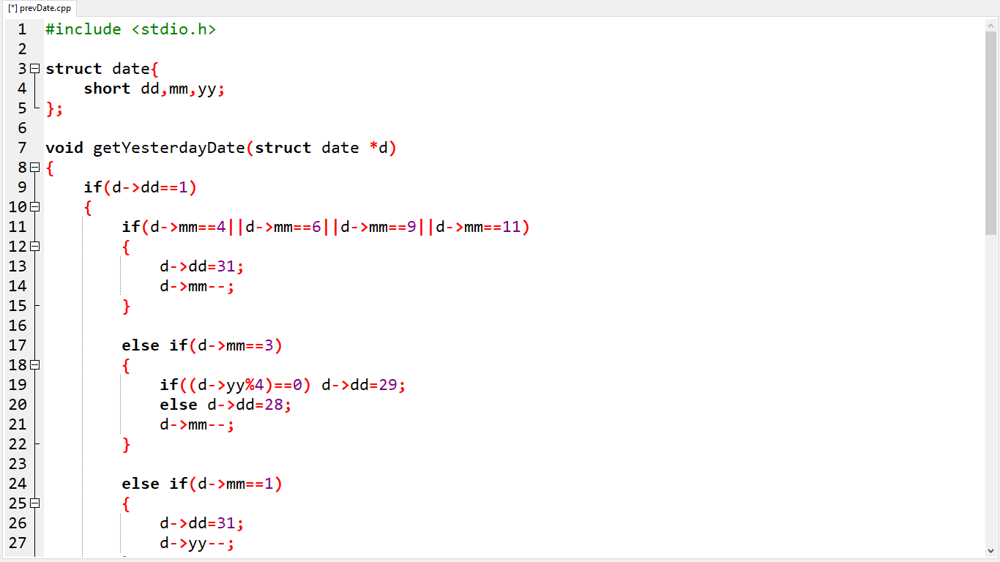 [*] prevDate.cpp
1 #include <stdio.h>
2
3 struct date{
4     short dd,mm,yy;
5 };
6
7 void getYesterdayDate(struct date *d)
8 {
9     if(d->dd==1)
10     {
11         if(d->mm==4||d->mm==6||d->mm==9||d->mm==11)
12         {
13             d->dd=31;
14             d->mm--;
15         }
16
17         else if(d->mm==3)
18         {
19             if((d->yy%4)==0) d->dd=29;
20             else d->dd=28;
21             d->mm--;
22         }
23
24         else if(d->mm==1)
25         {
26             d->dd=31;
27             d->yy--;